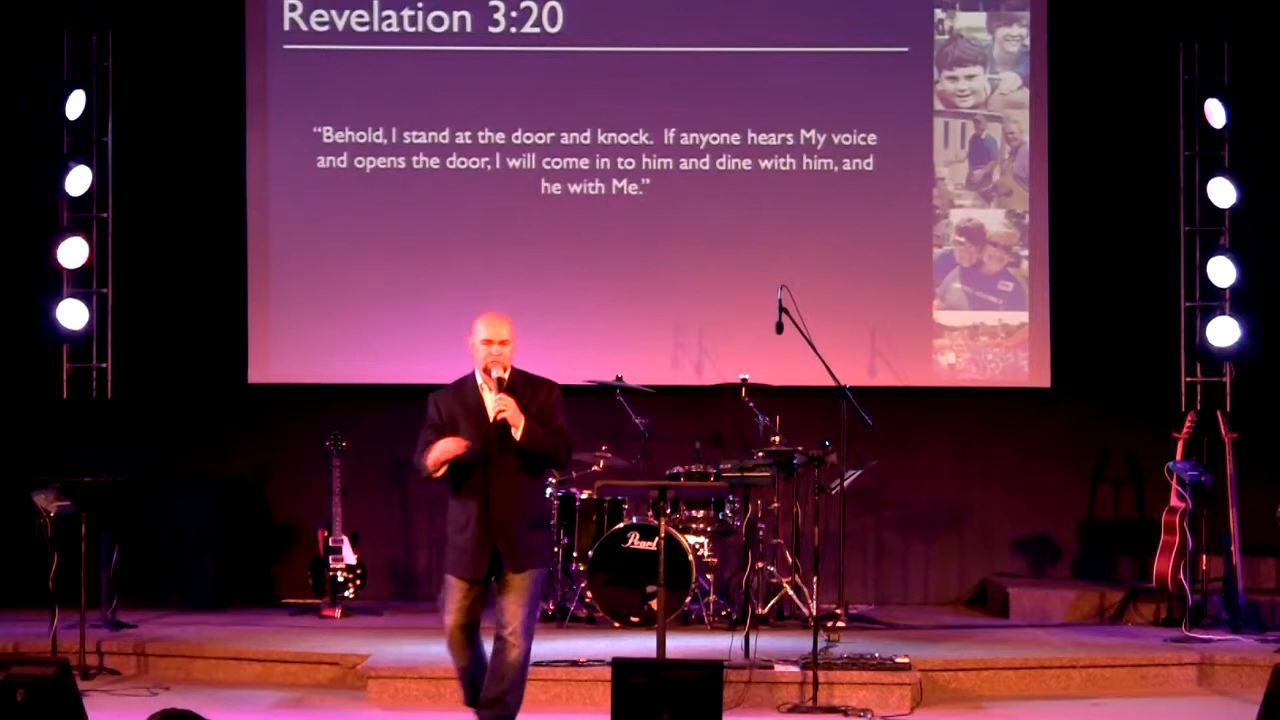 Revelation 3:20
“Behold, I stand at the door and knock.  If anyone hears My voice
and opens the door, I will come in to him and dine with him, and
he with Me.”
Pearl